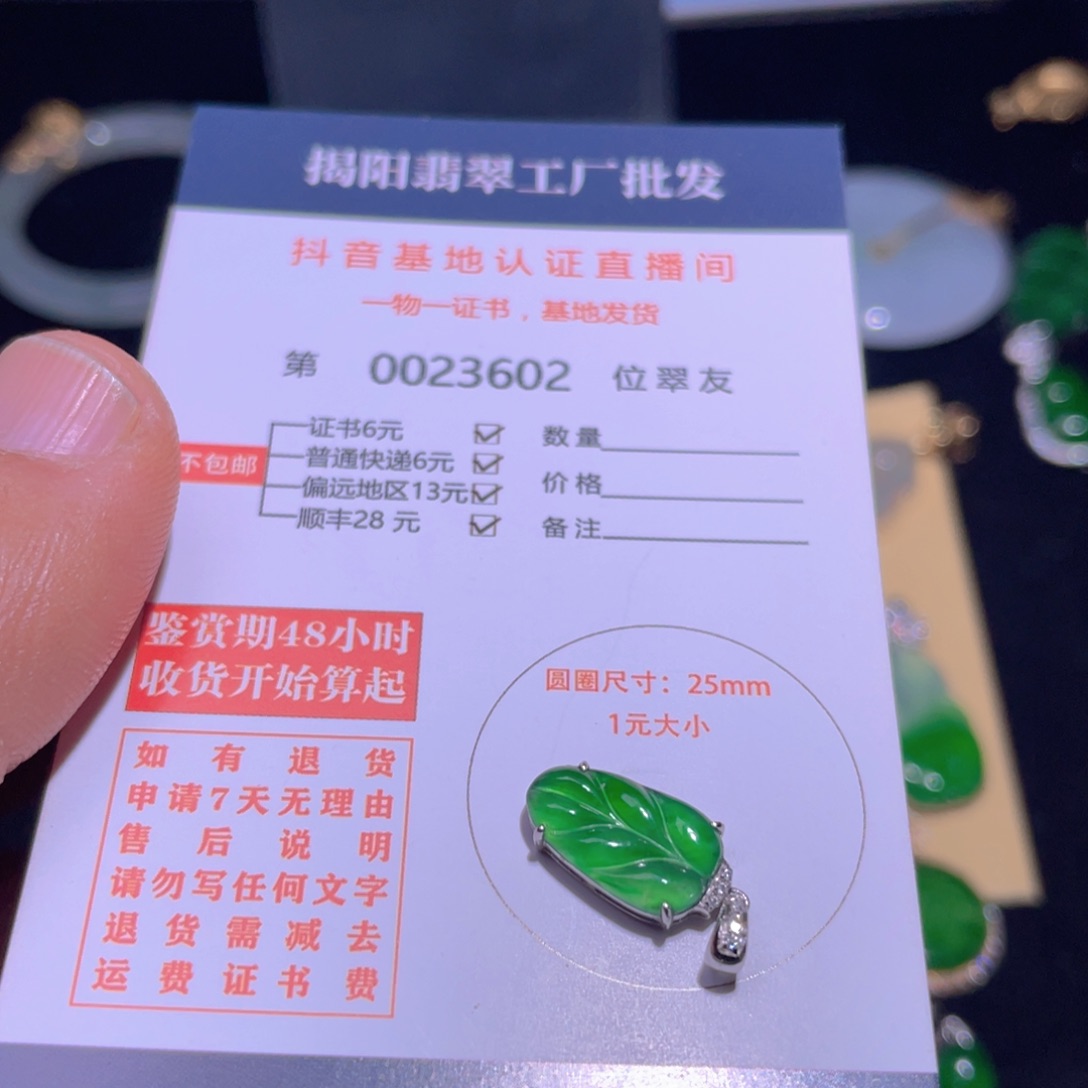 揭阳翡翠工厂批发
抖音基地认证直播间
一物一证书，基地发货
第 0023602 位翠友
不包邮
证书6元
普通快递6元
偏远地区13元
顺丰28 元
数量
价格
备注
鉴赏期48小时
收货开始算起
如有退货
申请7天无理由
售后说明
请勿写任何文字
退货需减去
运费证书费
圆圈尺寸：25mm
1元大小